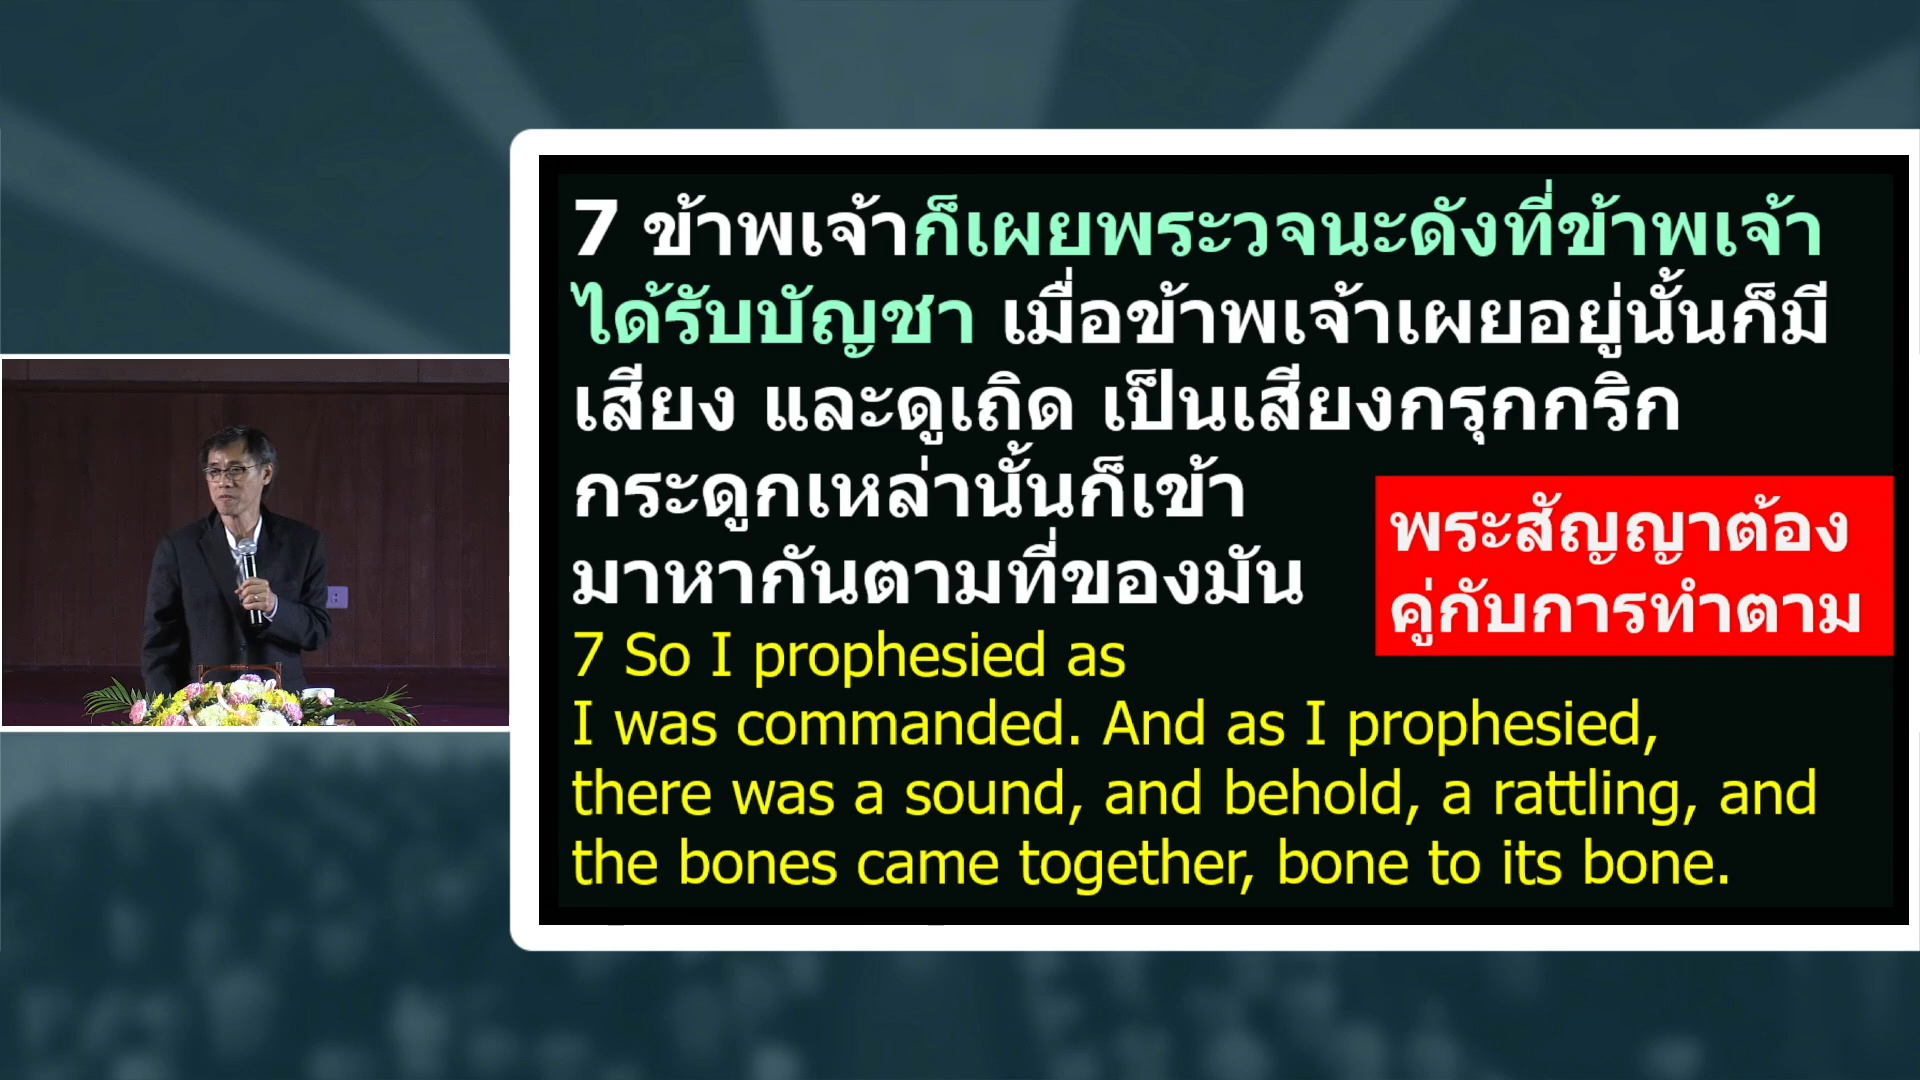 7 ข้าพเจ้าก็เผยพระวจนะดังที่ข้าพเจ้า
ได้รับบัญชา เมื่อข้าพเจ้าเผยอยู่นั้นก็มี
เสียง และดูเถิด เป็นเสียงกรุกกริก
กระดูกเหล่านั้นก็เข้า
มาหากันตามที่ของมัน
พระสัญญาต้อง
คู่กับการทำตาม
7 So I prophesied as
I was commanded. And as I prophesied,
there was a sound, and behold, a rattling, and
the bones came together, bone to its bone.